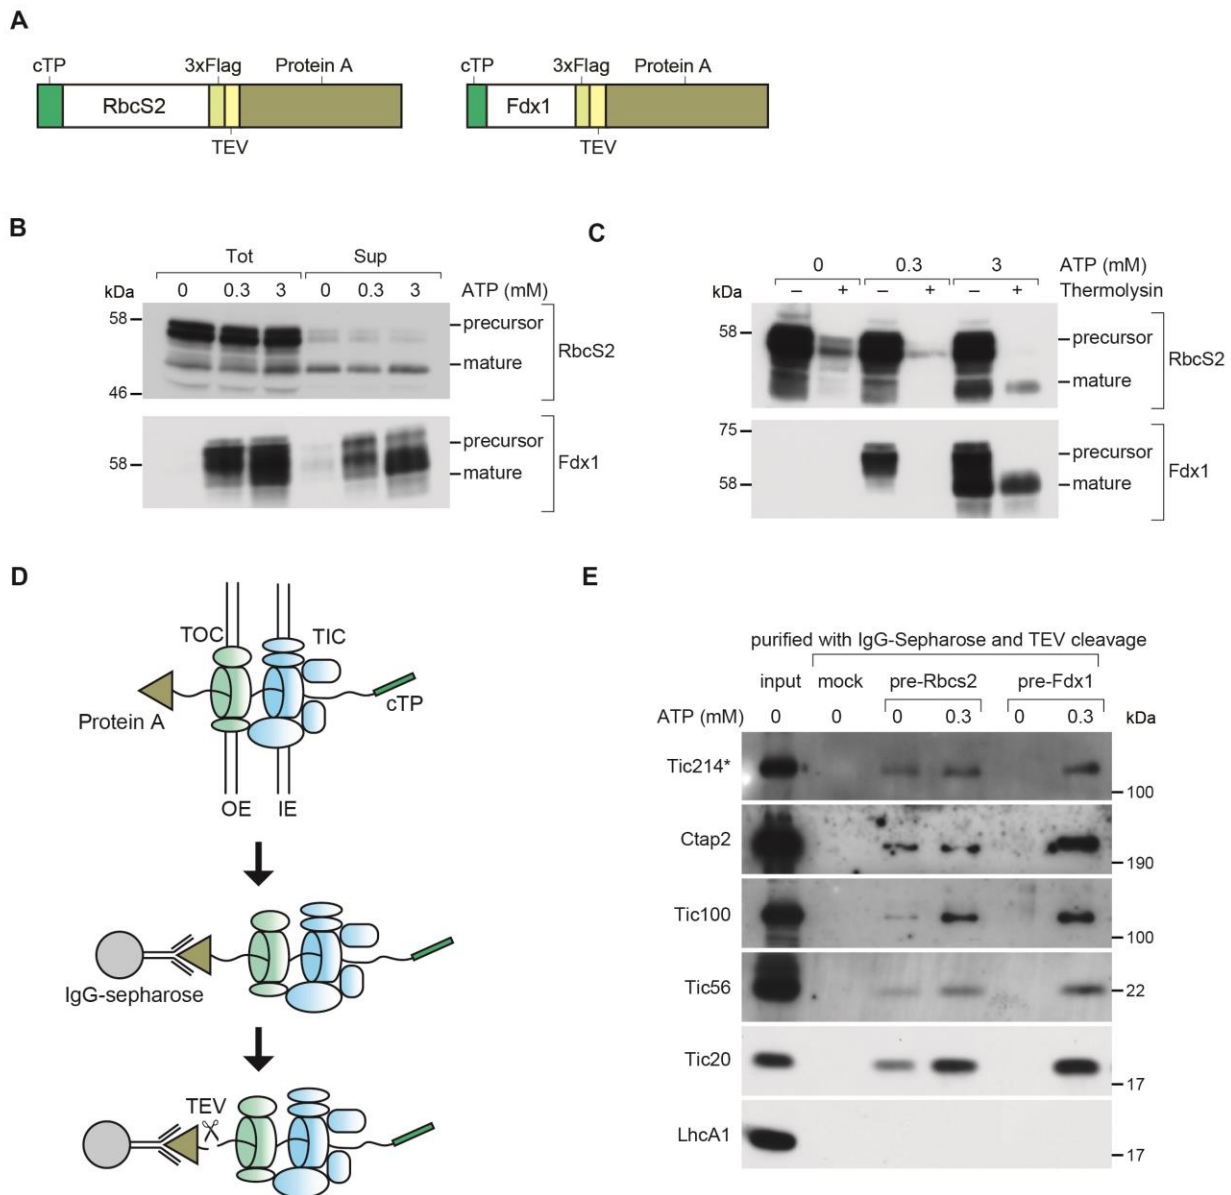 A
cTP 3xFlag Protein A
RbcS2
TEV
cTP 3xFlag Protein A
Fdx1
TEV
B
Tot Sup
kDa 0 0.3 3 0 0.3 3 ATP (mM)
58
precursor
mature
RbcS2
46
precursor
58
mature
Fdx1
C
0 0.3 3 ATP (mM)
kDa – + – + – + Thermolysin
58
precursor
RbcS2
mature
75
precursor
Fdx1
58
mature
D
TOC TIC
cTP
Protein A
OE IE
IgG-sepharose
TEV
E
purified with IgG-Sepharose and TEV cleavage
input mock pre-Rbcs2 pre-Fdx1
ATP (mM) 0 0 0 0.3 0 0.3 kDa
Tic214*
100
Ctap2
190
Tic100
100
Tic56
22
Tic20
17
LhcA1
17